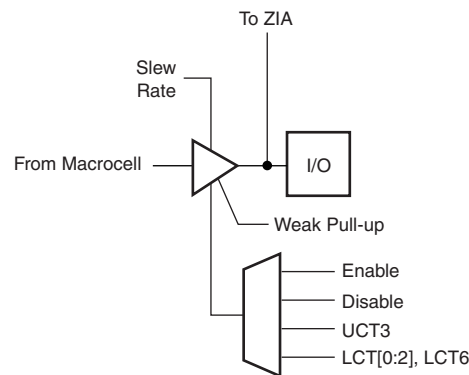 To ZIA
Slew
Rate
From Macrocell
I/O
Weak Pull-up
Enable
Disable
UCT3
LCT[0:2], LCT6